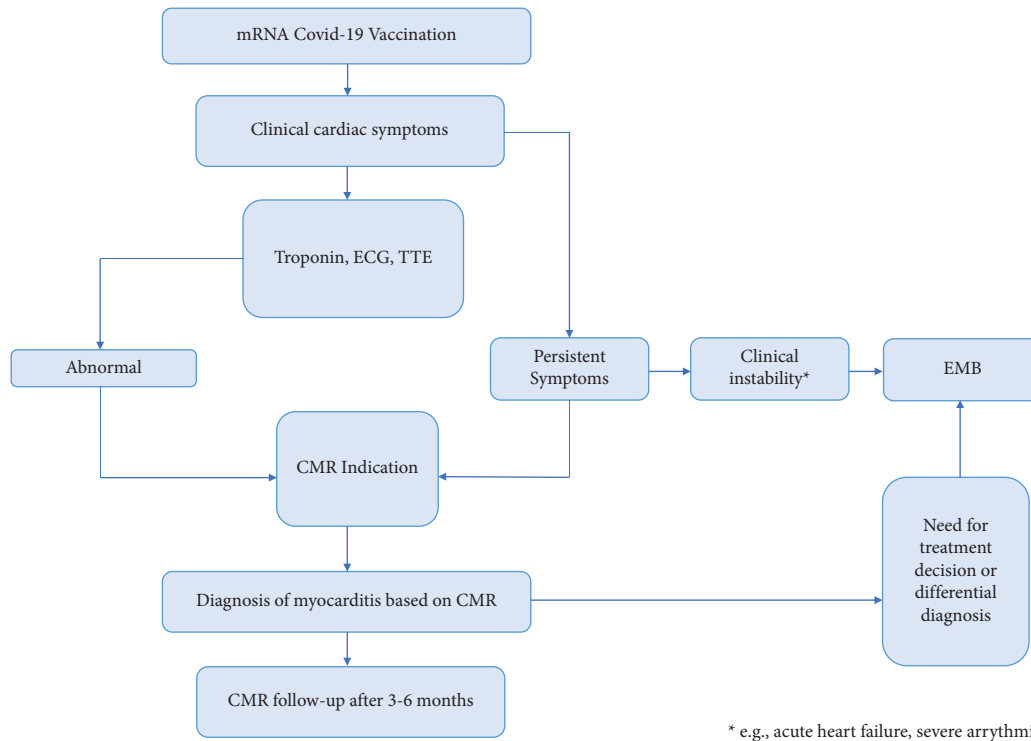 mRNA Covid-19 Vaccination
Clinical cardiac symptoms
Troponin, ECG, TTE
Abnormal
Persistent
Symptoms
Clinical
instability*
EMB
CMR Indication
Need for
treatment
decision or
differential
diagnosis
Diagnosis of myocarditis based on CMR
CMR follow-up after 3-6 months
* e.g., acute heart failure, severe arrythmi